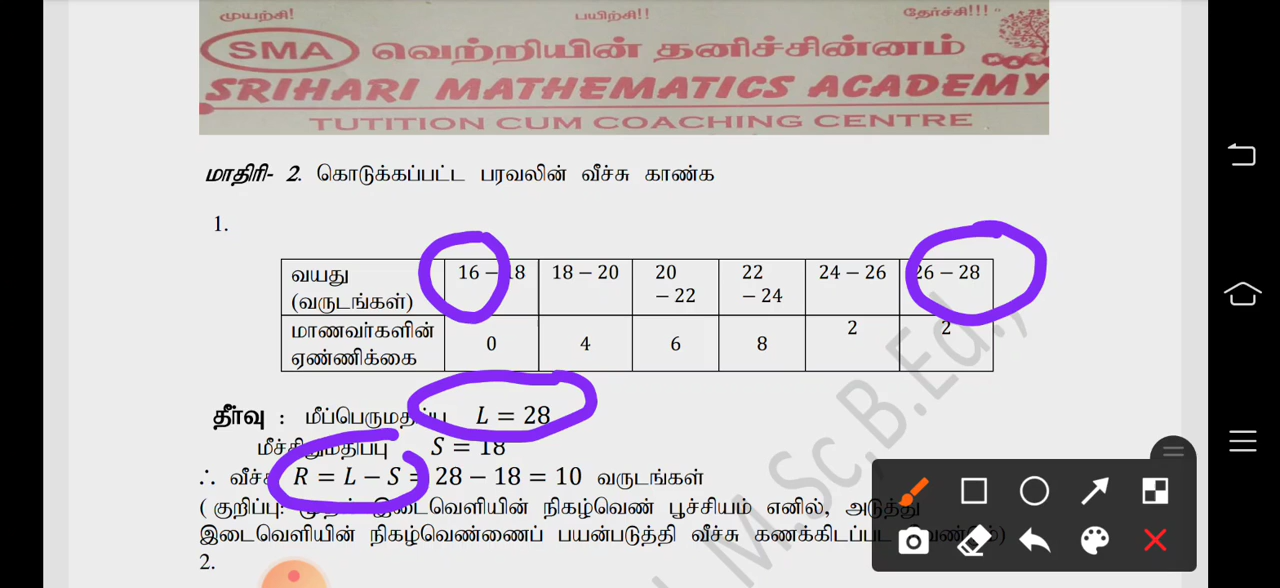 முயற்சி! பயிற்சி!! தேர்ச்சி!!!
SMA வெற்றியின் தனிச்சின்னம்
SRIHARI MATHEMATICS ACADEMY
TUTITION CUM COACHING CENTRE
மாதிரி- 2. கொடுக்கப்பட்ட பரவலின் வீச்சு காண்க
1.
வயது (வருடங்கள்) 16 – 18 18 – 20 20 – 22 22 – 24 24 – 26 26 – 28
மாணவர்களின் ஏண்ணிக்கை 0 4 6 8 2 2
தீர்வு : மீப்பெருமதிப்பு L = 28
மீச்சிறுமதிப்பு S = 18
∴ வீச்சு R = L – S = 28 – 18 = 10 வருடங்கள்
( குறிப்பு: முதல் இடைவெளியின் நிகழ்வெண் பூச்சியம் எனில், அடுத்து
இடைவெளியின் நிகழ்வெண்ணைப் பயன்படுத்தி வீச்சு கணக்கிடப்பட வேண்டும்)
2.
M.Sc.B.Ed.,